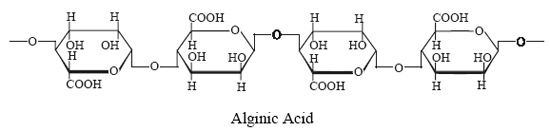 H H COOH H H COOH
O O
O O O
OH OH H OH HO H
H OH HO H OH HO
O O O O
COOH H H COOH H H
Alginic Acid